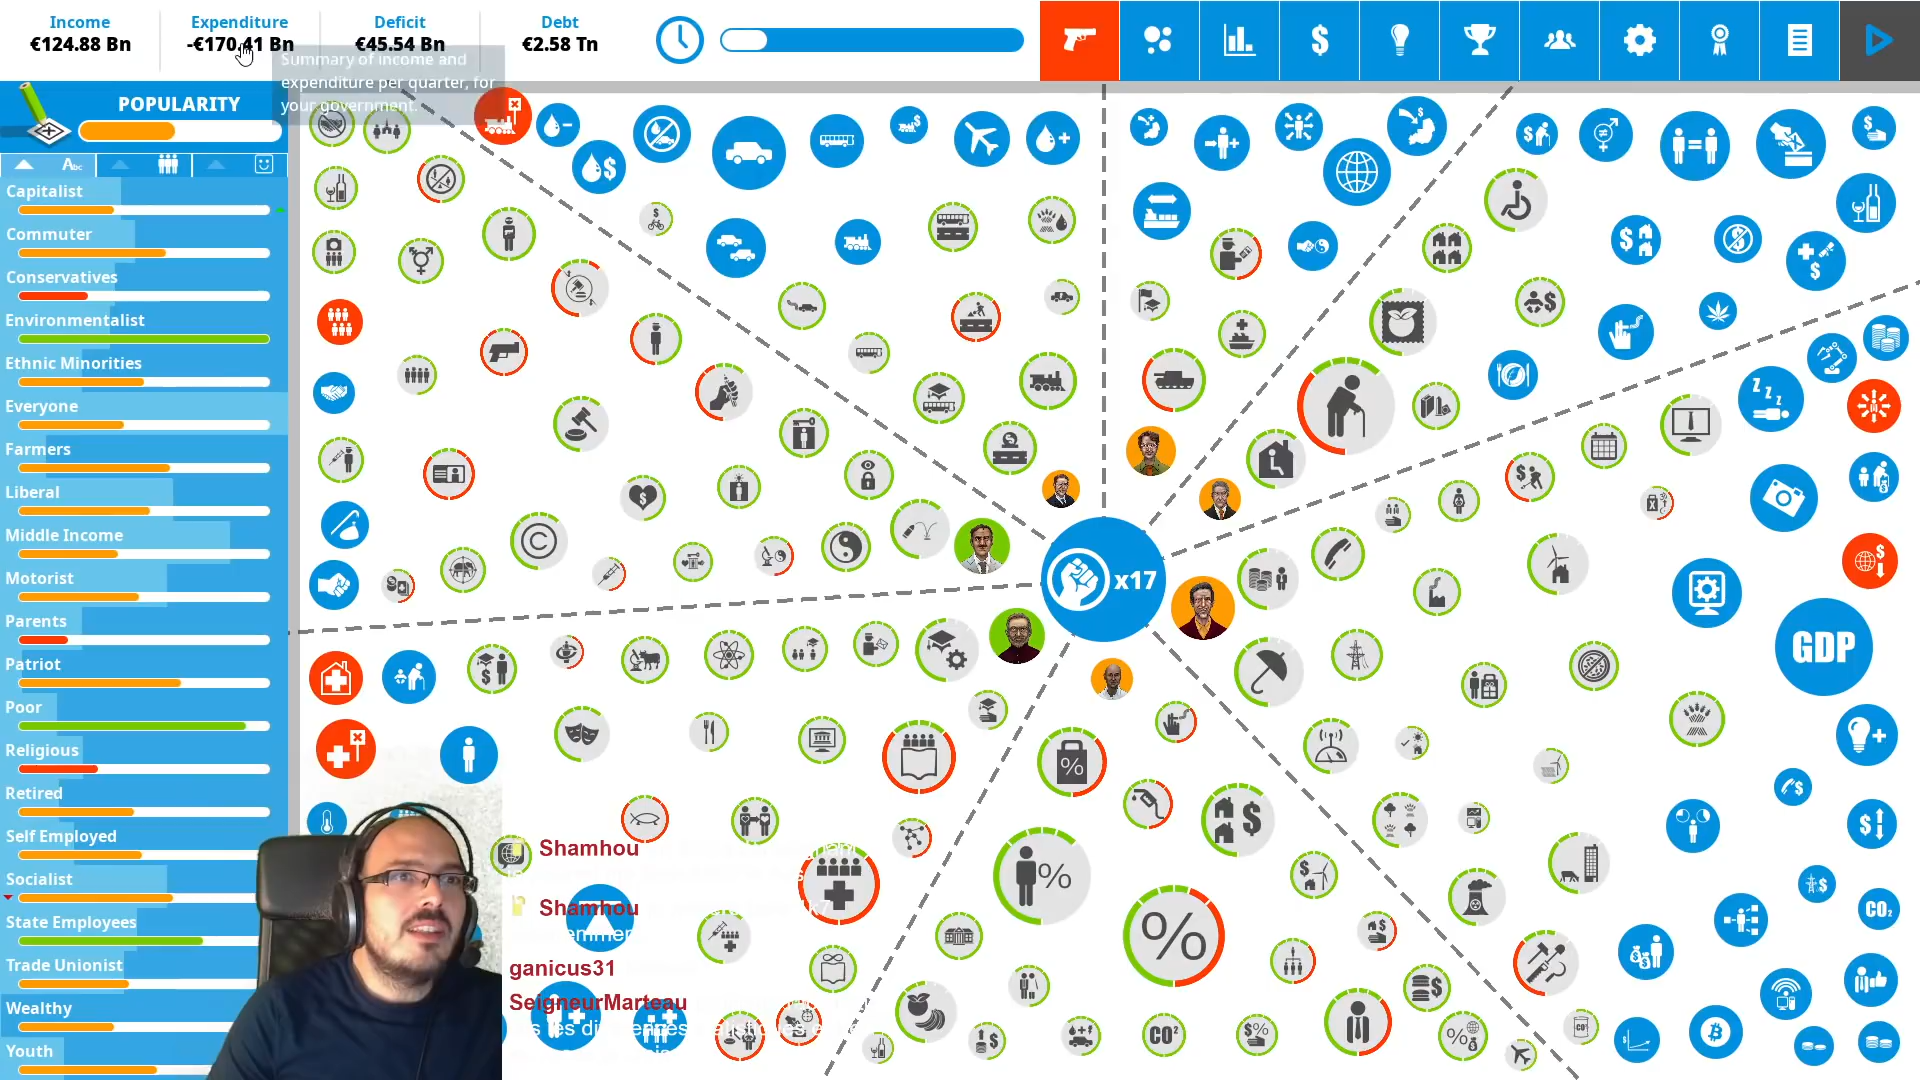 Income
€124.88 Bn
Expenditure
-€170.41 Bn
Deficit
€45.54 Bn
Debt
€2.58 Tn
Summary of income and
expenditure per quarter, for
your government.
POPULARITY
Abc
Capitalist
Commuter
Conservatives
Environmentalist
Ethnic Minorities
Everyone
Farmers
Liberal
Middle Income
Motorist
Parents
Patriot
Poor
Religious
Retired
Self Employed
Socialist
State Employees
Trade Unionist
Wealthy
Youth
x17
GDP
CO₂
CO²
Shamhou
Shamhou
ganicus31
SeigneurMarteau